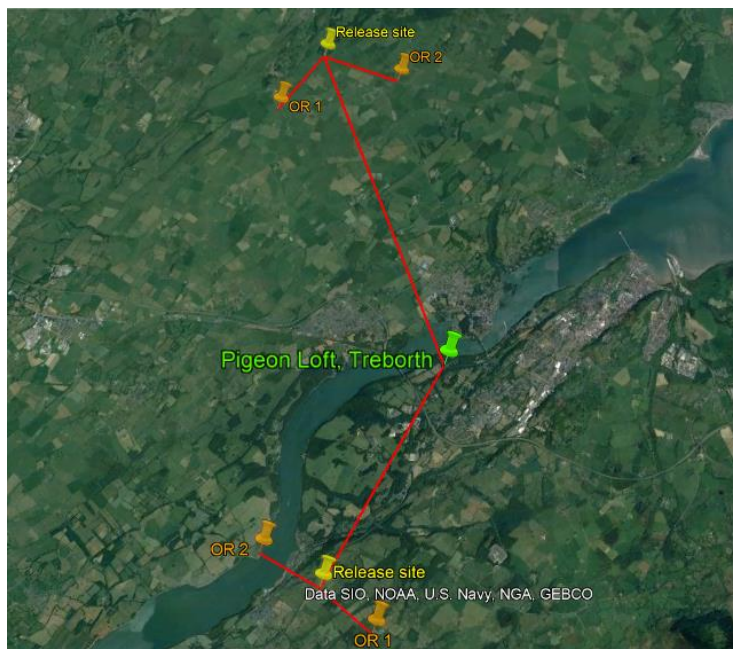 Release site
OR 2
OR 1
Pigeon Loft, Treborth
OR 2
Release site
Data SIO, NOAA, U.S. Navy, NGA, GEBCO
OR 1